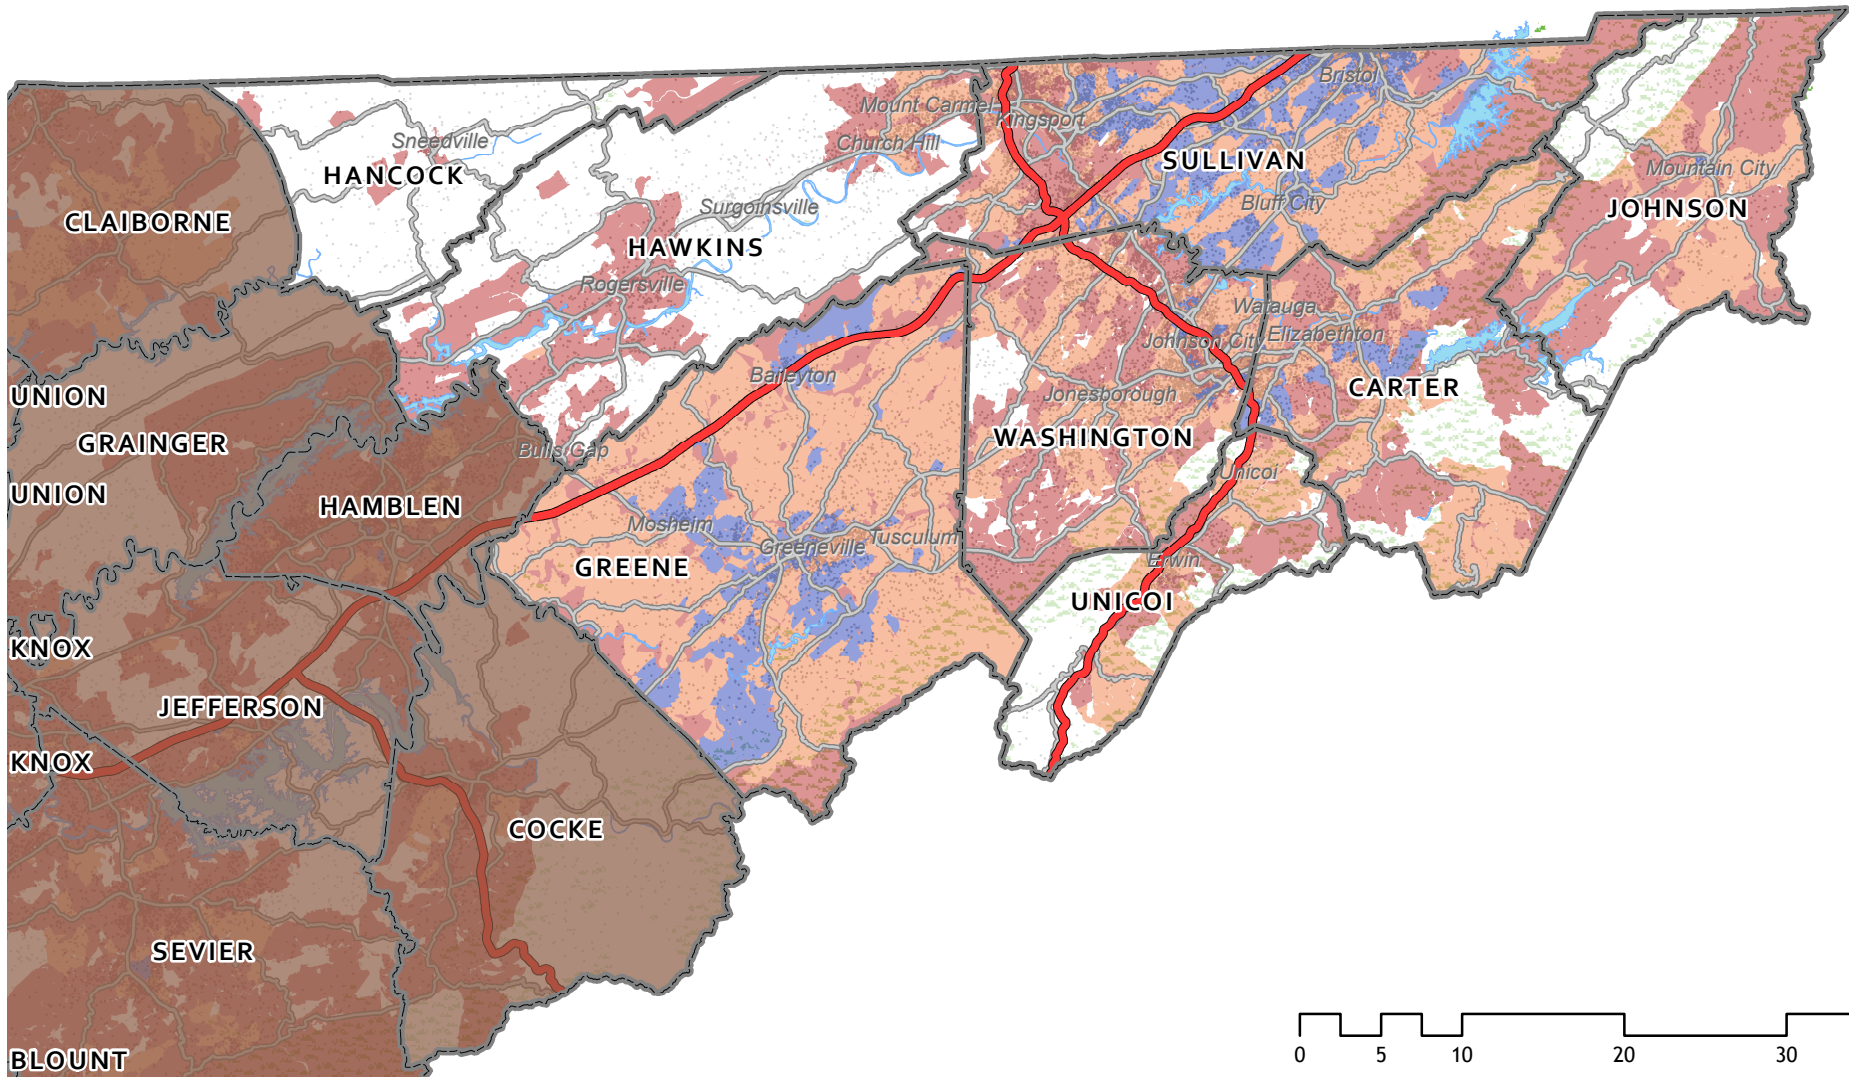 Bristol
Mount Carmel
Kingsport
Church Hill
Sneedville
SULLIVAN
Mountain City
HANCOCK
Bluff City
Surgoinsville
JOHNSON
CLAIBORNE
HAWKINS
Rogersville
Watauga
Elizabethton
Johnson City
Baileyton
CARTER
Jonesborough
UNION
WASHINGTON
GRAINGER
Bulls Gap
Unicoi
UNION
HAMBLEN
Mosheim
Tusculum
Greeneville
GREENE
Erwin
UNICOI
KNOX
JEFFERSON
KNOX
COCKE
SEVIER
BLOUNT
0 5 10 20 30